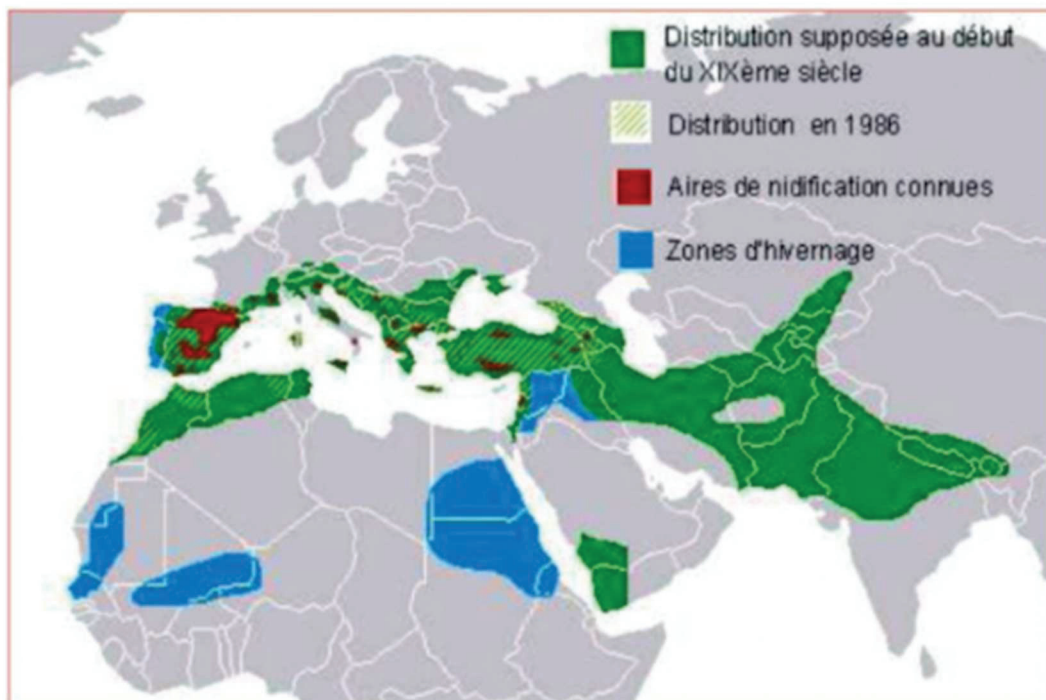 Distribution supposée au début
du XIXème siècle
Distribution en 1986
Aires de nidification connues
Zones d'hivernage